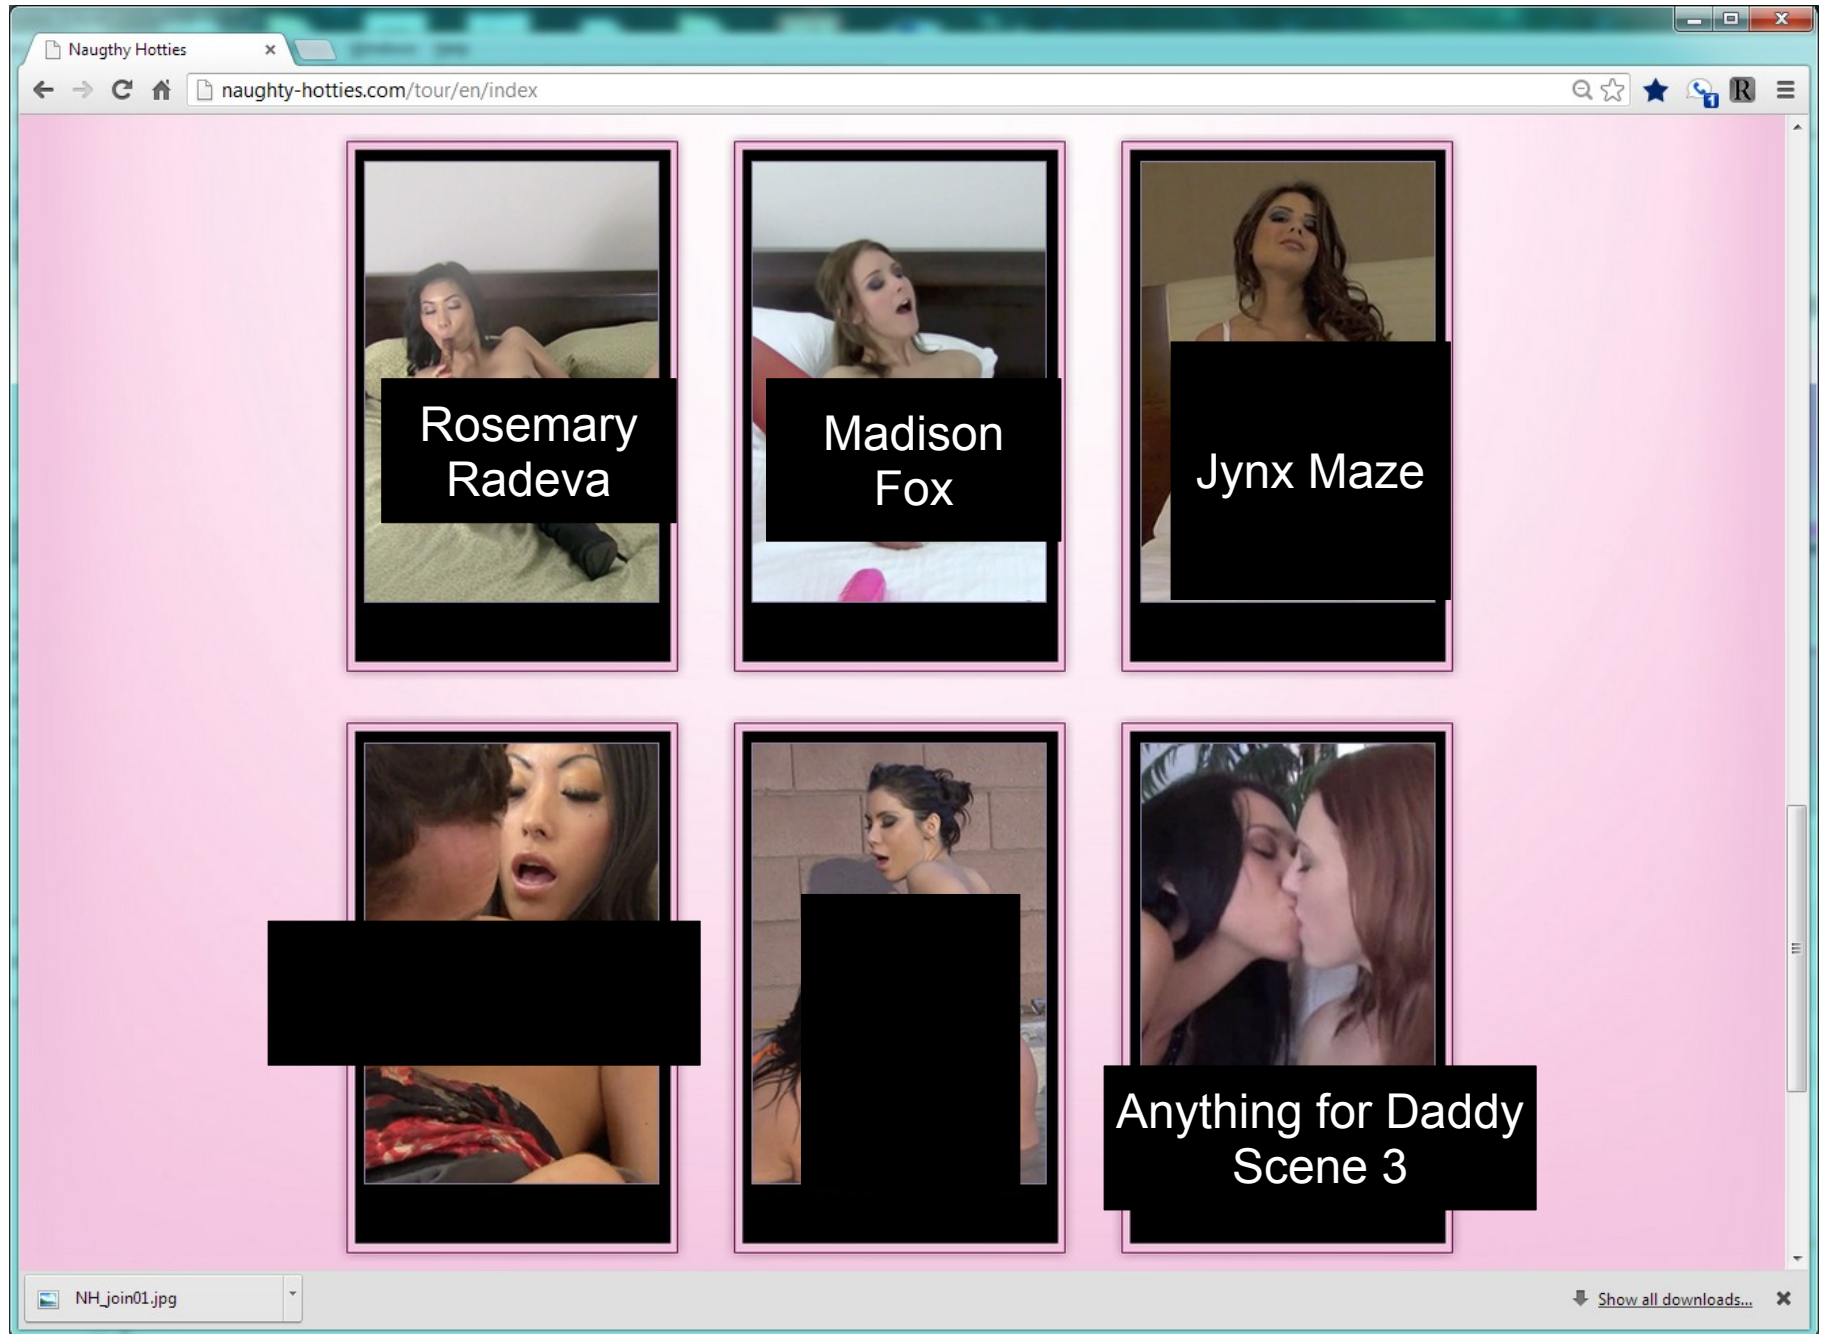 Naugthy Hotties
naughty-hotties.com/tour/en/index
R
Rosemary
Radeva
Madison
Fox
Jynx Maze
Anything for Daddy
Scene 3
NH_join01.jpg
Show all downloads...